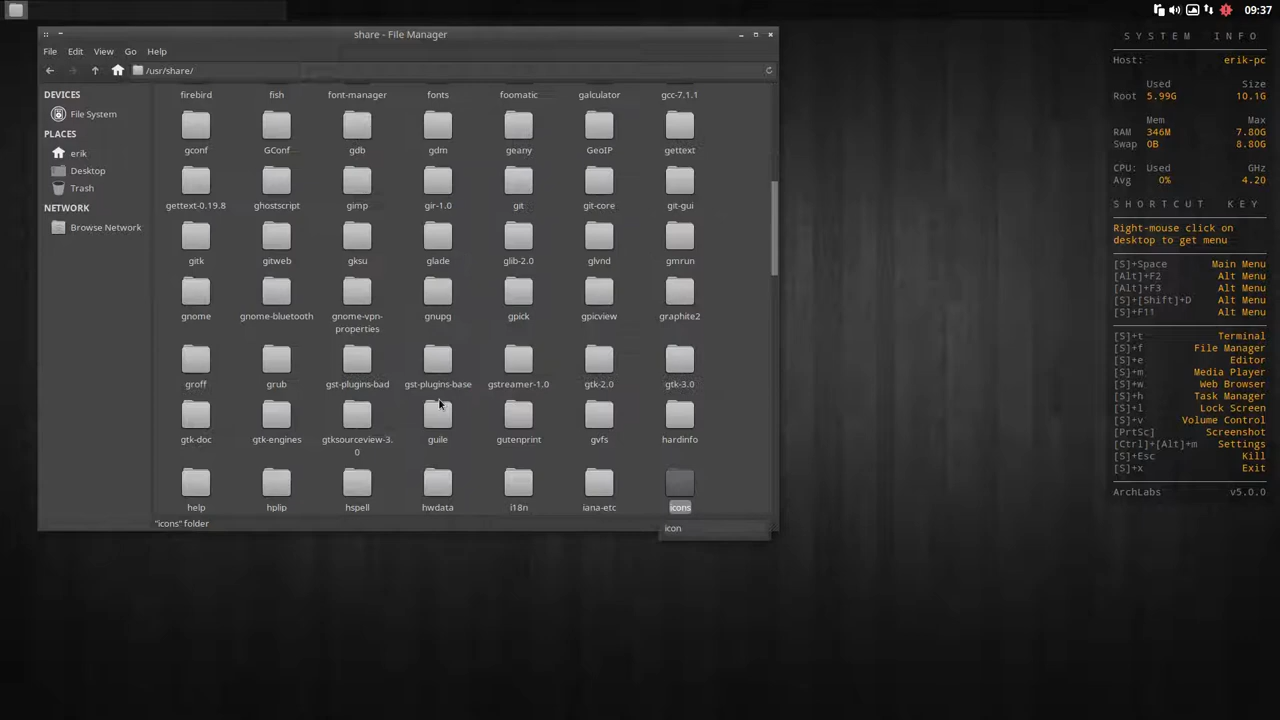 09:37
share - File Manager
File Edit View Go Help
/usr/share/
DEVICES
File System
PLACES
erik
Desktop
Trash
NETWORK
Browse Network
firebird fish font-manager fonts foomatic galculator gcc-7.1.1
gconf GConf gdb gdm geany GeoIP gettext
gettext-0.19.8 ghostscript gimp gir-1.0 git git-core git-gui
gitk gitweb gksu glade glib-2.0 glvnd gmrun
gnome gnome-bluetooth gnome-vpn-properties gnupg gpick gpicview graphite2
groff grub gst-plugins-bad gst-plugins-base gstreamer-1.0 gtk-2.0 gtk-3.0
gtk-doc gtk-engines gtksourceview-3.0 guile gutenprint gvfs hardinfo
help hplip hspell hwdata i18n iana-etc icons
"icons" folder
icon
SYSTEM INFO
Host: erik-pc
Used Size
Root 5.99G 10.1G
Mem Max
RAM 346M 7.80G
Swap 0B 8.80G
CPU: Used GHz
Avg 0% 4.20
SHORTCUT KEY
Right-mouse click on
desktop to get menu
[S]+Space Main Menu
[Alt]+F2 Alt Menu
[Alt]+F3 Alt Menu
[S]+[Shift]+D Alt Menu
[S]+F11 Alt Menu
[S]+t Terminal
[S]+f File Manager
[S]+e Editor
[S]+m Media Player
[S]+w Web Browser
[S]+h Task Manager
[S]+l Lock Screen
[S]+v Volume Control
[PrtSc] Screenshot
[Ctrl]+[Alt]+m Settings
[S]+Esc Kill
[S]+x Exit
ArchLabs v5.0.0